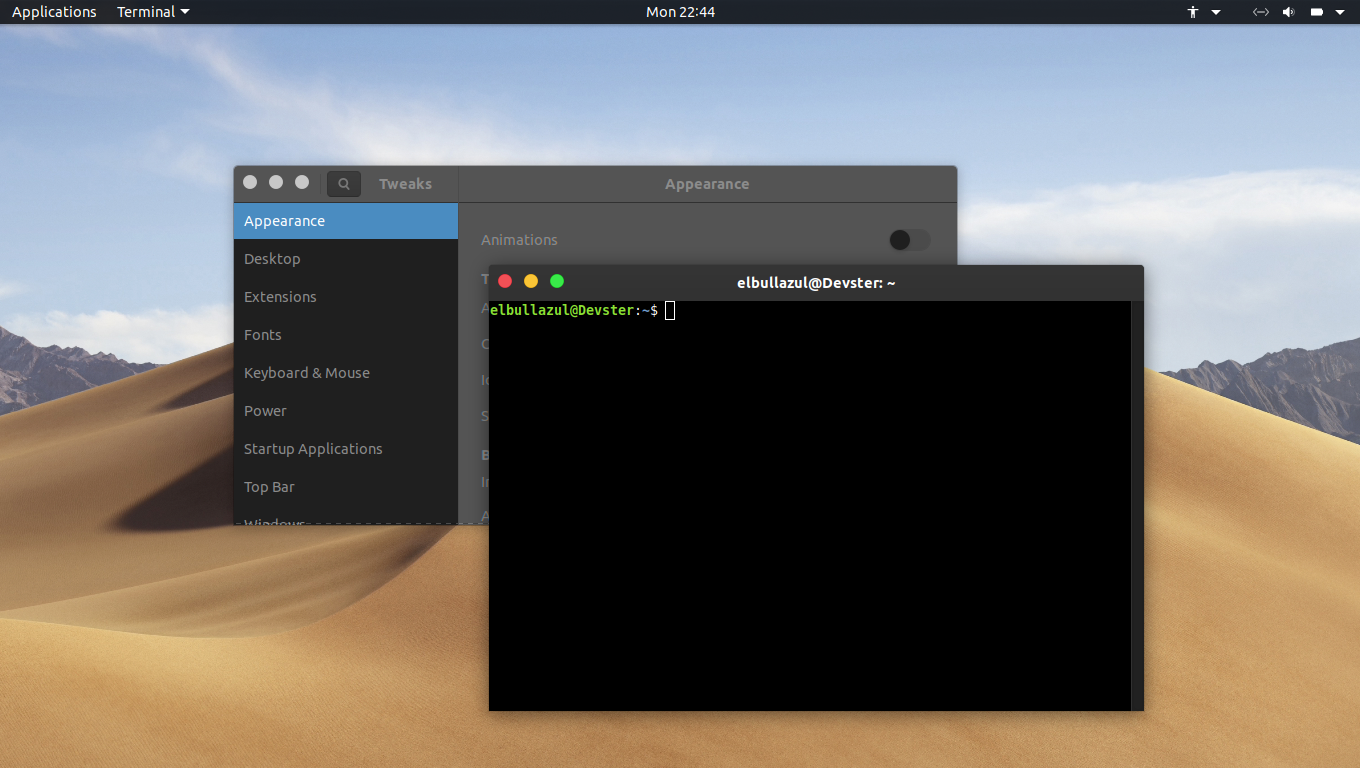 Applications Terminal Mon 22:44
Tweaks Appearance
Appearance
Animations
Desktop
Extensions
Fonts
Keyboard & Mouse
Power
Startup Applications
Top Bar
Windows
elbullazul@Devster: ~
elbullazul@Devster:~$